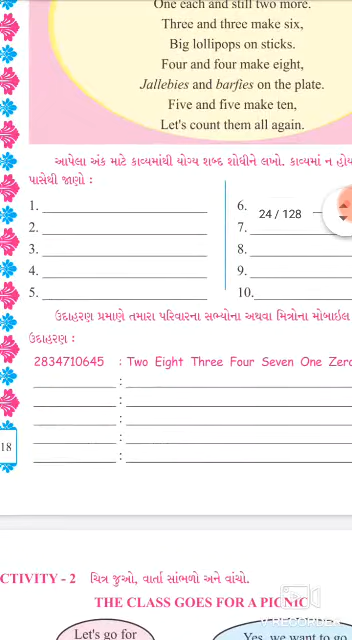 One each and still two more.
Three and three make six,
Big lollipops on sticks.
Four and four make eight,
Jallebies and barfies on the plate.
Five and five make ten,
Let's count them all again.
આપેલા અંક માટે કાવ્યમાંથી યોગ્ય શબ્દ શોધીને લખો. કાવ્યમાં ન હોય
પાસેથી જાણો :
1. 6.
24 / 128
2. 7.
3. 8.
4. 9.
5. 10.
ઉદાહરણ પ્રમાણે તમારા પરિવારના સભ્યોના અથવા મિત્રોના મોબાઇલ
ઉદાહરણ :
2834710645 : Two Eight Three Four Seven One Zero
:
:
:
:
:
18
CTIVITY - 2 ચિત્ર જુઓ, વાર્તા સાંભળો અને વાંચો.
THE CLASS GOES FOR A PICNIC
Let's go for
Yes, we want to go